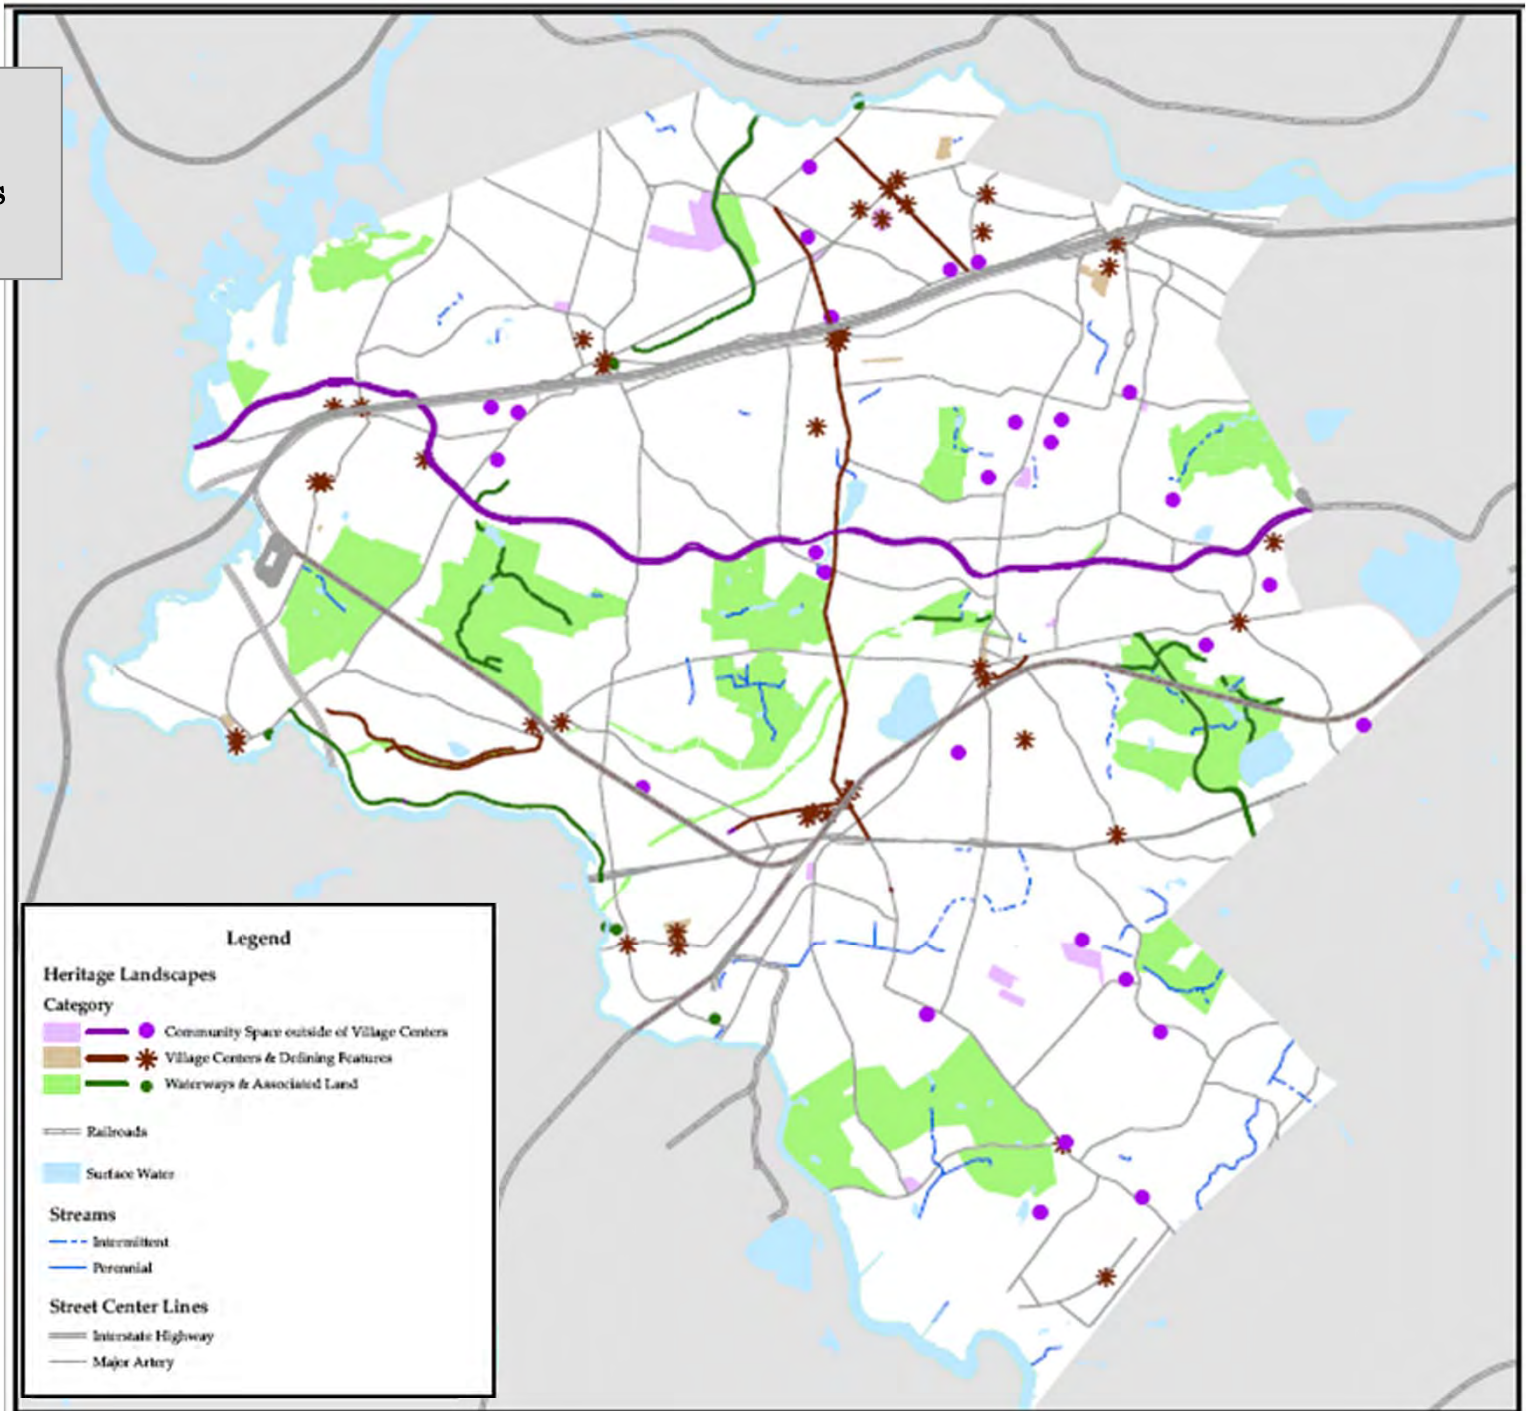 s
Legend
Heritage Landscapes
Category
Community Space outside of Village Centers
Village Centers & Defining Features
Waterways & Associated Land
Railroads
Surface Water
Streams
Intermittent
Perennial
Street Center Lines
Interstate Highway
Major Artery